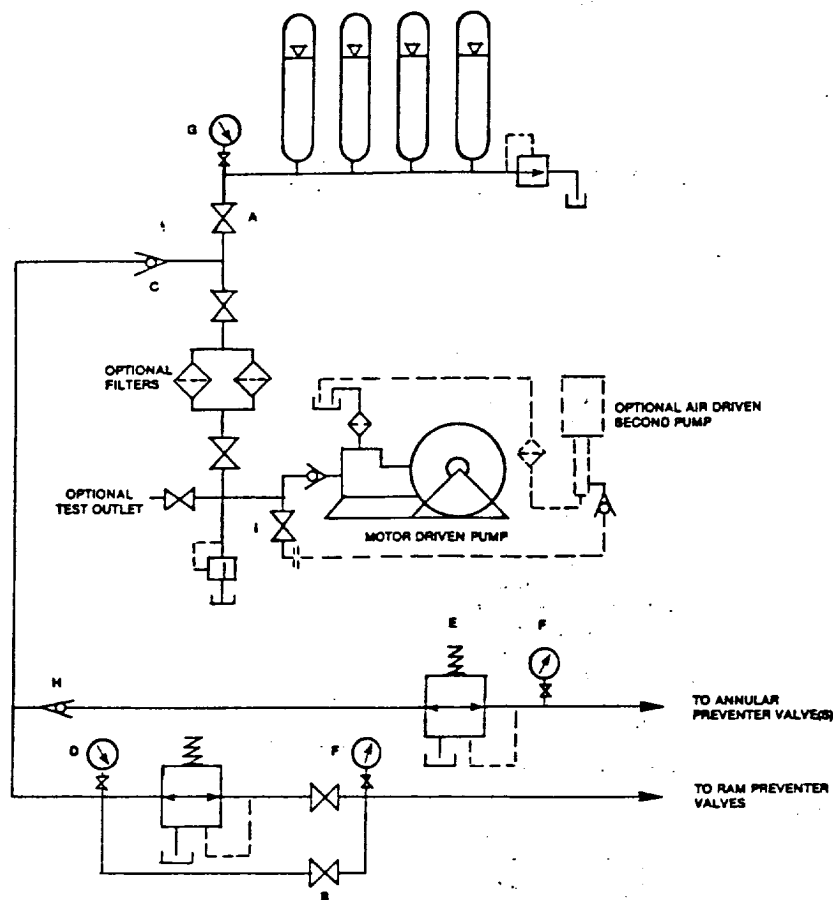 G
A
C
OPTIONAL
FILTERS
OPTIONAL AIR DRIVEN
SECOND PUMP
OPTIONAL
TEST OUTLET
I
MOTOR DRIVEN PUMP
E
F
H
TO ANNULAR
PREVENTER VALVE(S)
D
F
TO RAM PREVENTER
VALVES